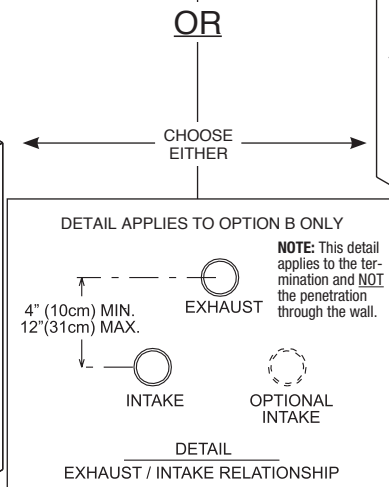 OR
CHOOSE
EITHER
DETAIL APPLIES TO OPTION B ONLY
NOTE: This detail
applies to the ter-
mination and NOT
the penetration
through the wall.
EXHAUST
4" (10cm) MIN.
12"(31cm) MAX.
INTAKE
OPTIONAL
INTAKE
DETAIL
EXHAUST / INTAKE RELATIONSHIP